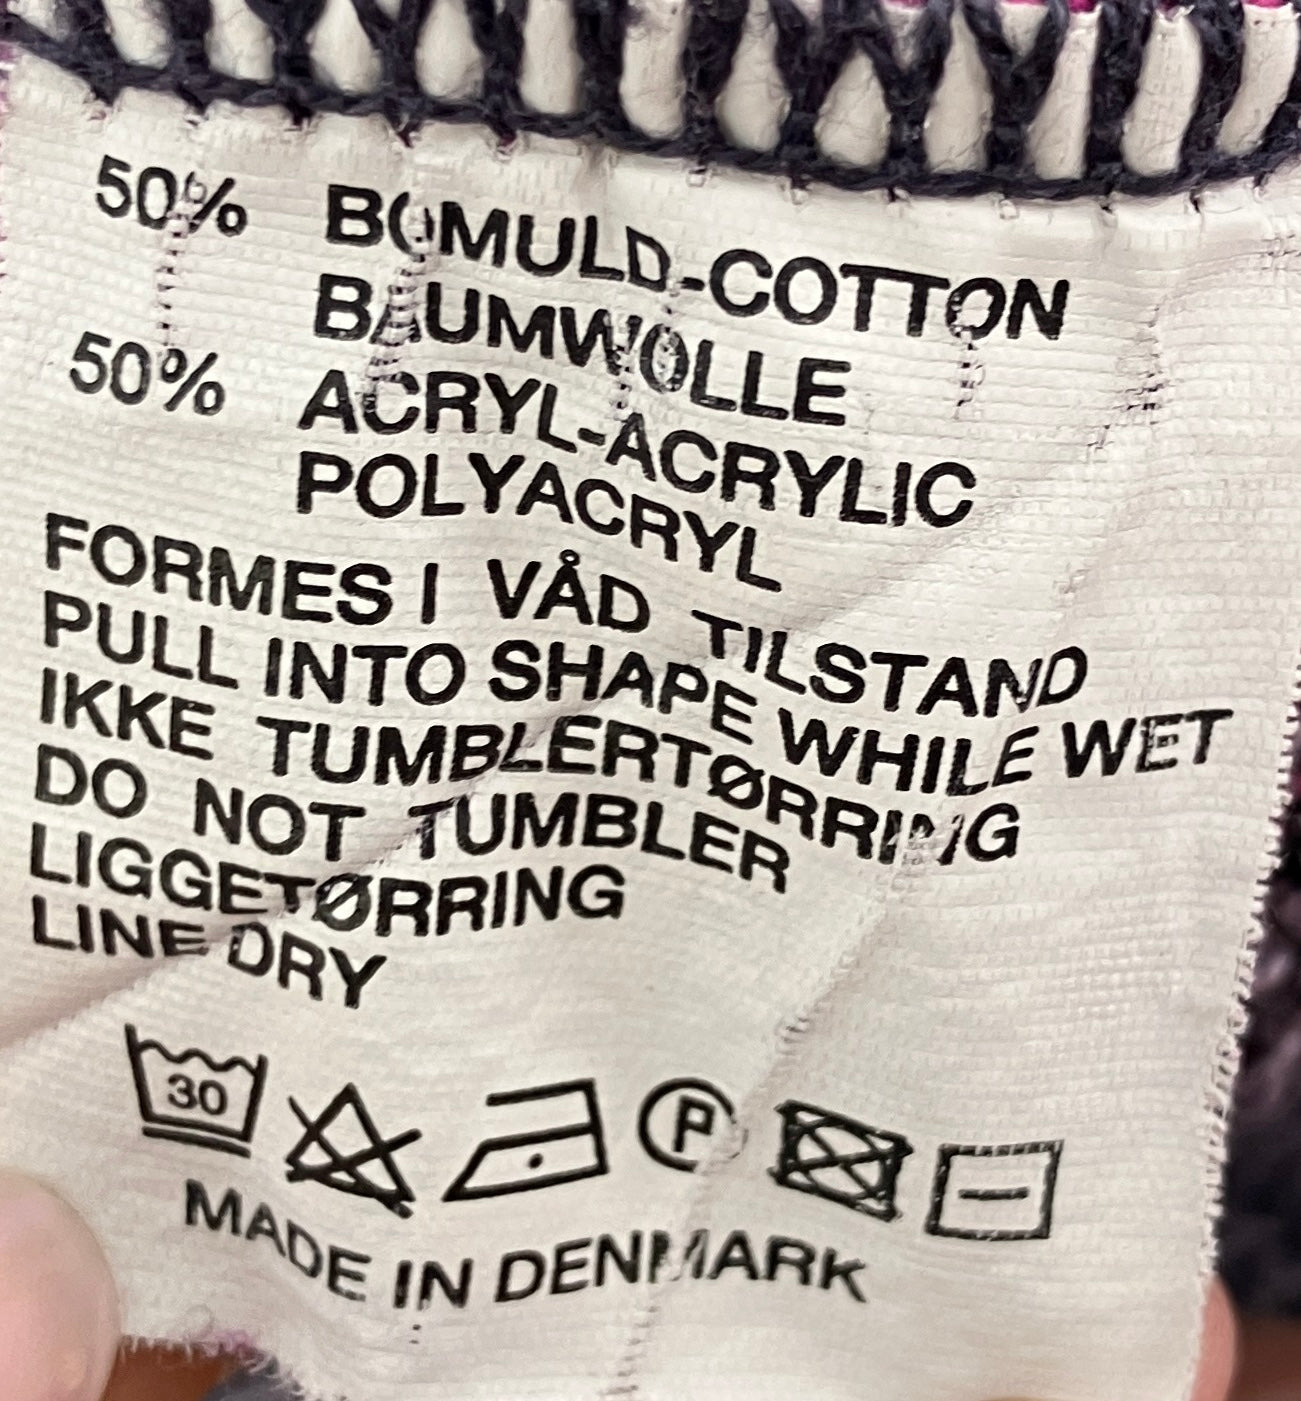 50% BOMULD-COTTON
BAUMWOLLE
50% ACRYL-ACRYLIC
POLYACRYL
FORMES I VÅD TILSTAND
PULL INTO SHAPE WHILE WET
IKKE TUMBLERTØRRING
DO NOT TUMBLER
LIGGETØRRING
LINE DRY
30 P
MADE IN DENMARK